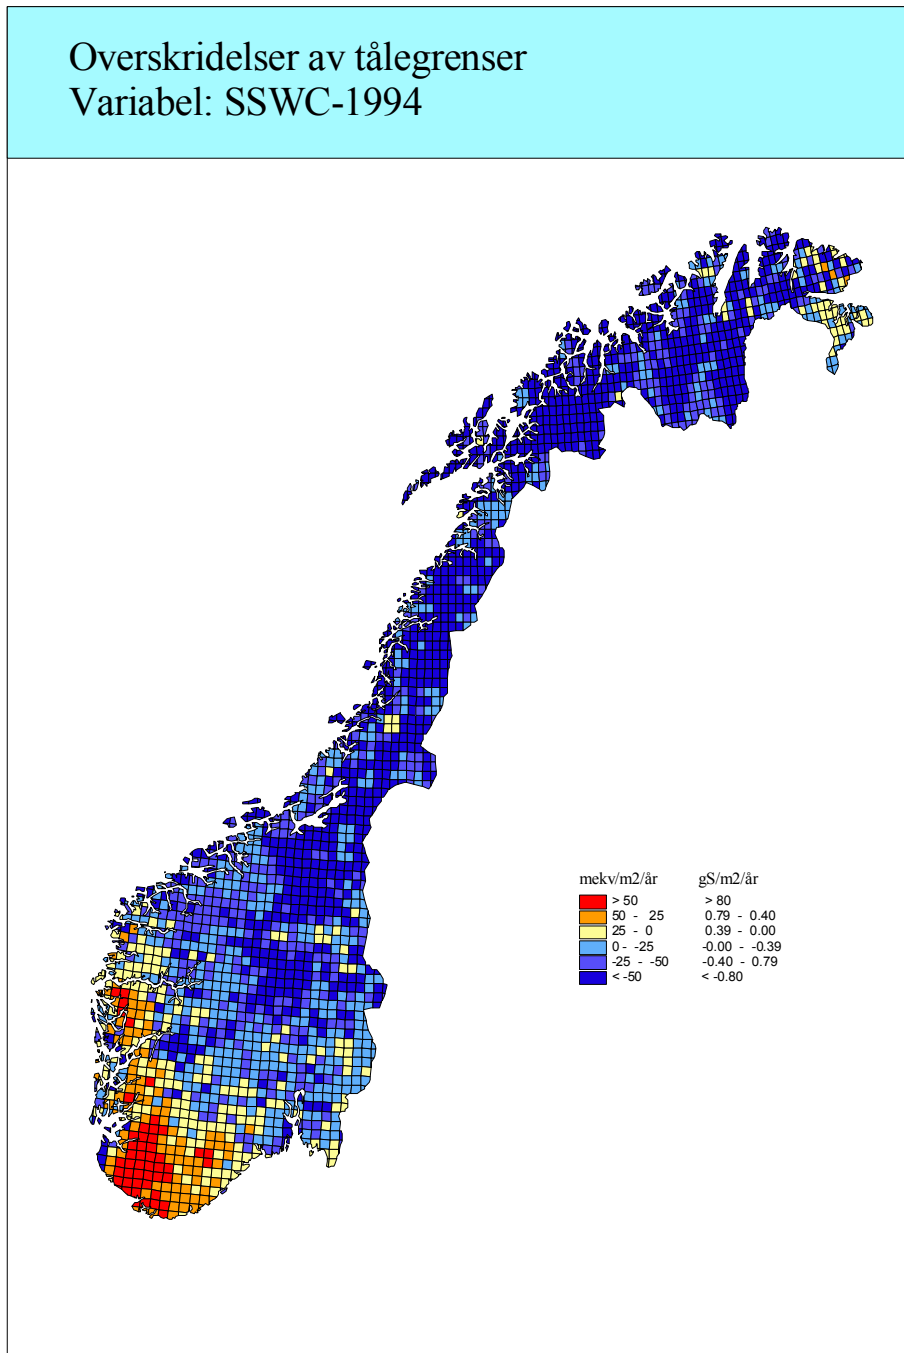 Overskridelser av tålegrenser
Variabel: SSWC-1994
mekv/m2/år gS/m2/år
> 50 > 80
50 - 25 0.79 - 0.40
25 - 0 0.39 - 0.00
0 - -25 -0.00 - -0.39
-25 - -50 -0.40 - 0.79
< -50 < -0.80